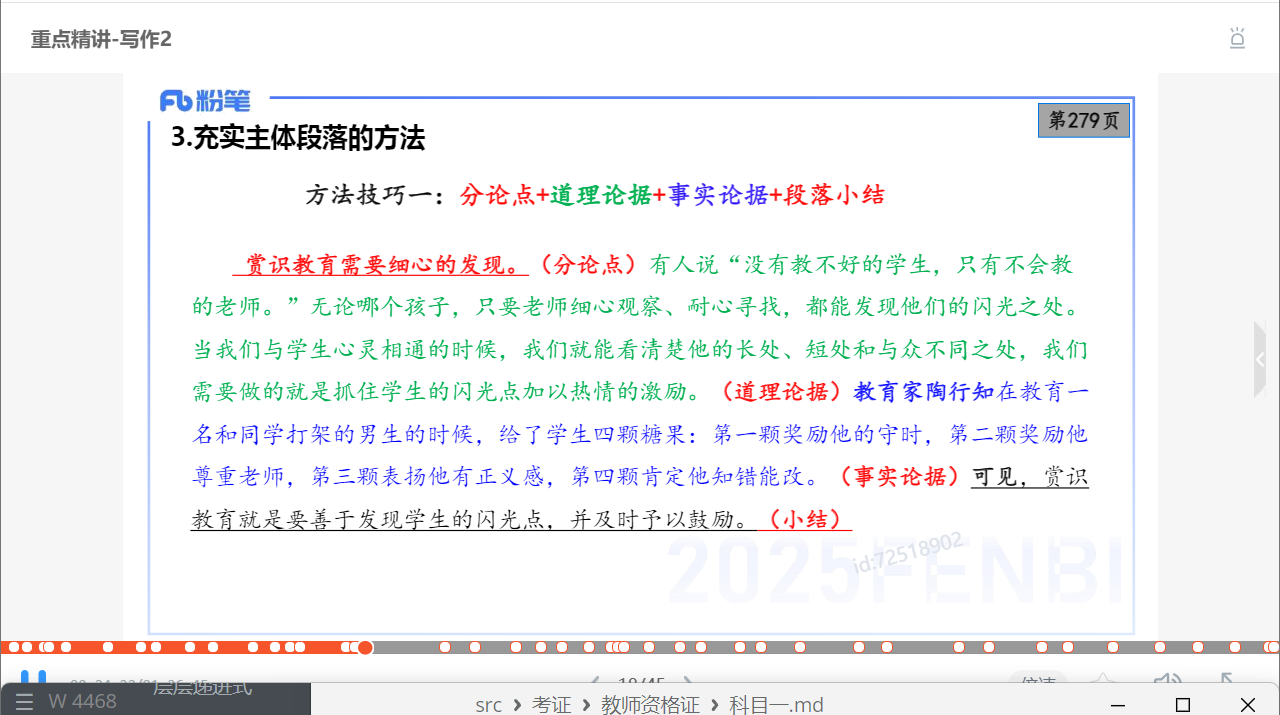 重点精讲-写作2
粉笔
3.充实主体段落的方法
第279页
方法技巧一：分论点+道理论据+事实论据+段落小结
赏识教育需要细心的发现。（分论点）有人说“没有教不好的学生，只有不会教
的老师。”无论哪个孩子，只要老师细心观察、耐心寻找，都能发现他们的闪光之处。
当我们与学生心灵相通的时候，我们就能看清楚他的长处、短处和与众不同之处，我们
需要做的就是抓住学生的闪光点加以热情的激励。（道理论据）教育家陶行知在教育一
名和同学打架的男生的时候，给了学生四颗糖果：第一颗奖励他的守时，第二颗奖励他
尊重老师，第三颗表扬他有正义感，第四颗肯定他知错能改。（事实论据）可见，赏识
教育就是要善于发现学生的闪光点，并及时予以鼓励。（小结）
id:72518902
2025FENBI
18/45
倍速
层层递进式
W 4468
src › 考证 › 教师资格证 › 科目一.md